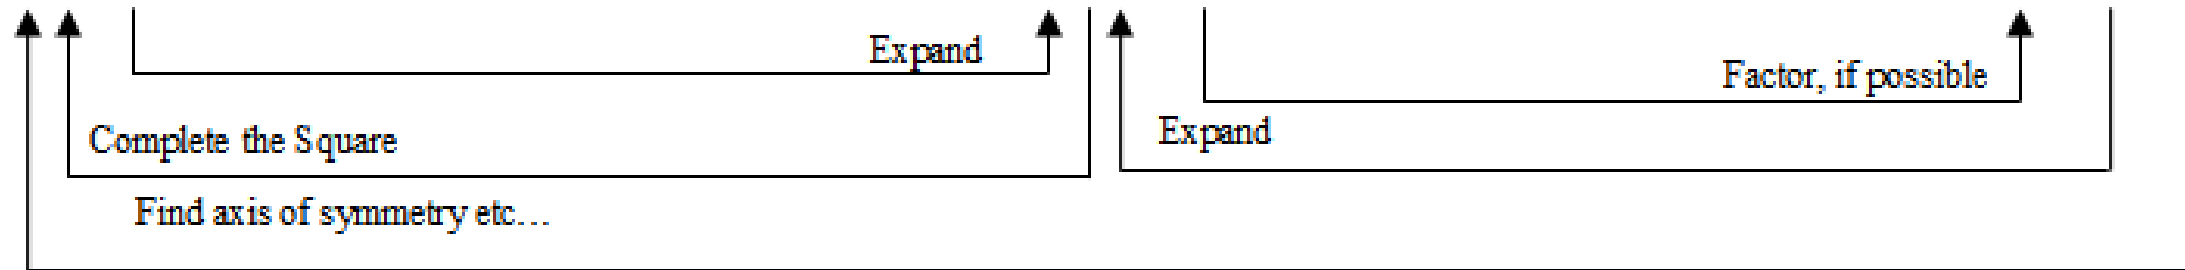 Expand
Factor, if possible
Complete the Square
Expand
Find axis of symmetry etc...